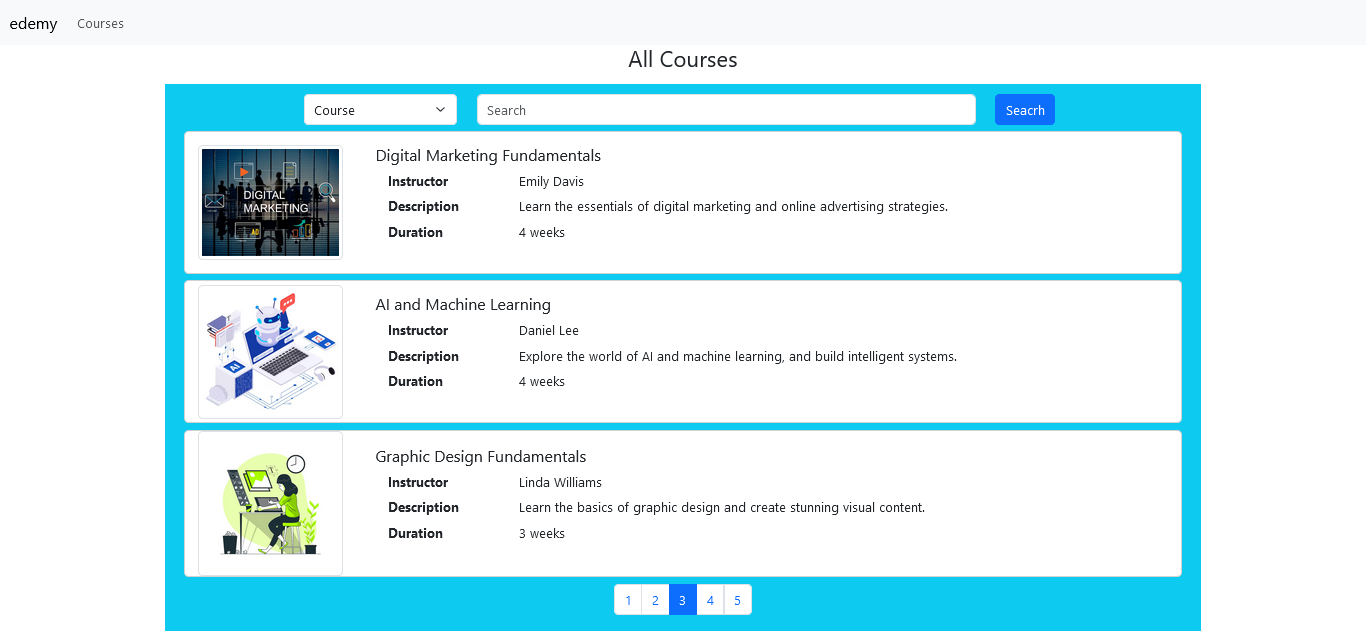 edemy Courses
All Courses
Course Search Seacrh
DIGITAL
MARKETING
AD
Digital Marketing Fundamentals
Instructor Emily Davis
Description Learn the essentials of digital marketing and online advertising strategies.
Duration 4 weeks
AI
AI and Machine Learning
Instructor Daniel Lee
Description Explore the world of AI and machine learning, and build intelligent systems.
Duration 4 weeks
Graphic Design Fundamentals
Instructor Linda Williams
Description Learn the basics of graphic design and create stunning visual content.
Duration 3 weeks
1 2 3 4 5